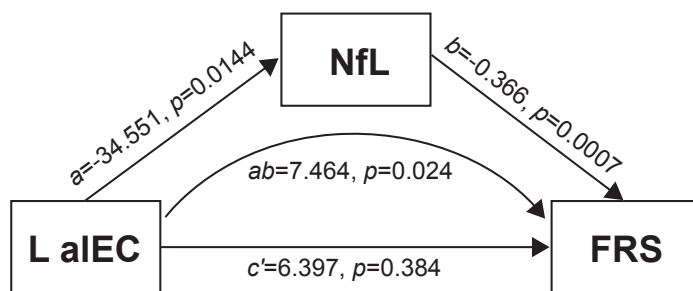 NfL
a=-34.551, p=0.0144
b=-0.366, p=0.0007
ab=7.464, p=0.024
L alEC
FRS
c'=6.397, p=0.384